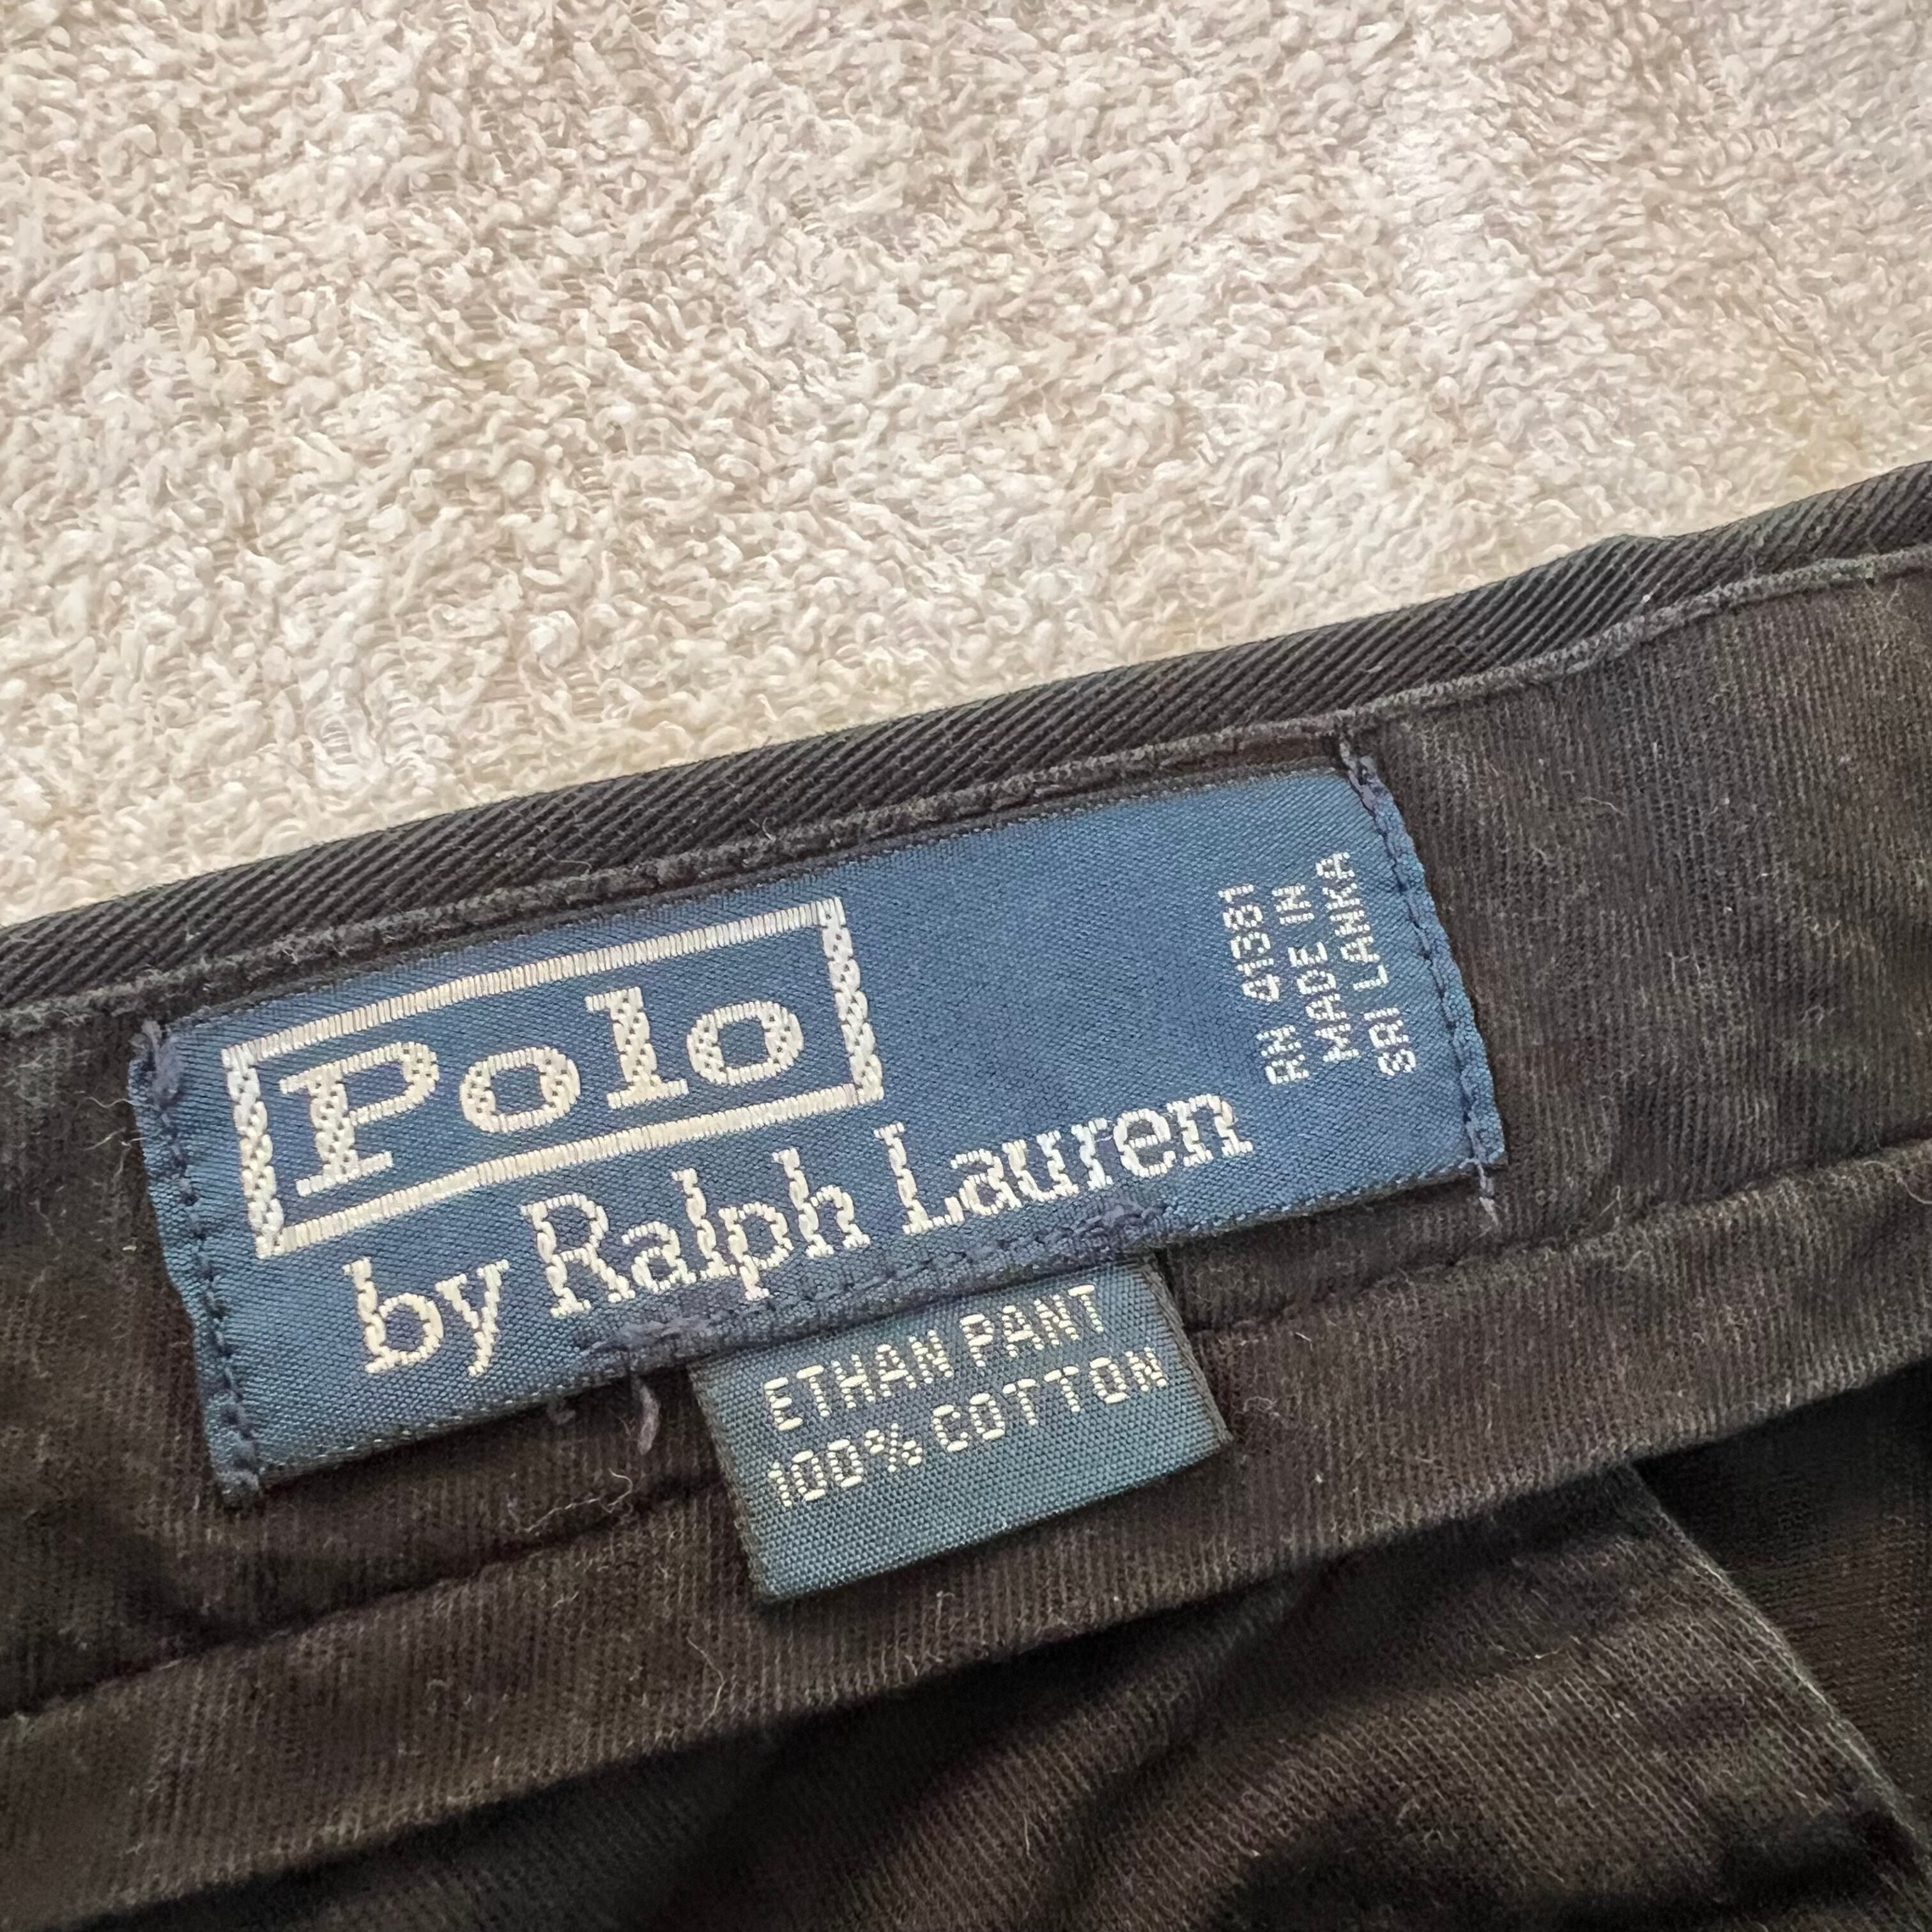 Polo
by Ralph Lauren
RN 41381
MADE IN
SRI LANKA
ETHAN PANT
100% COTTON